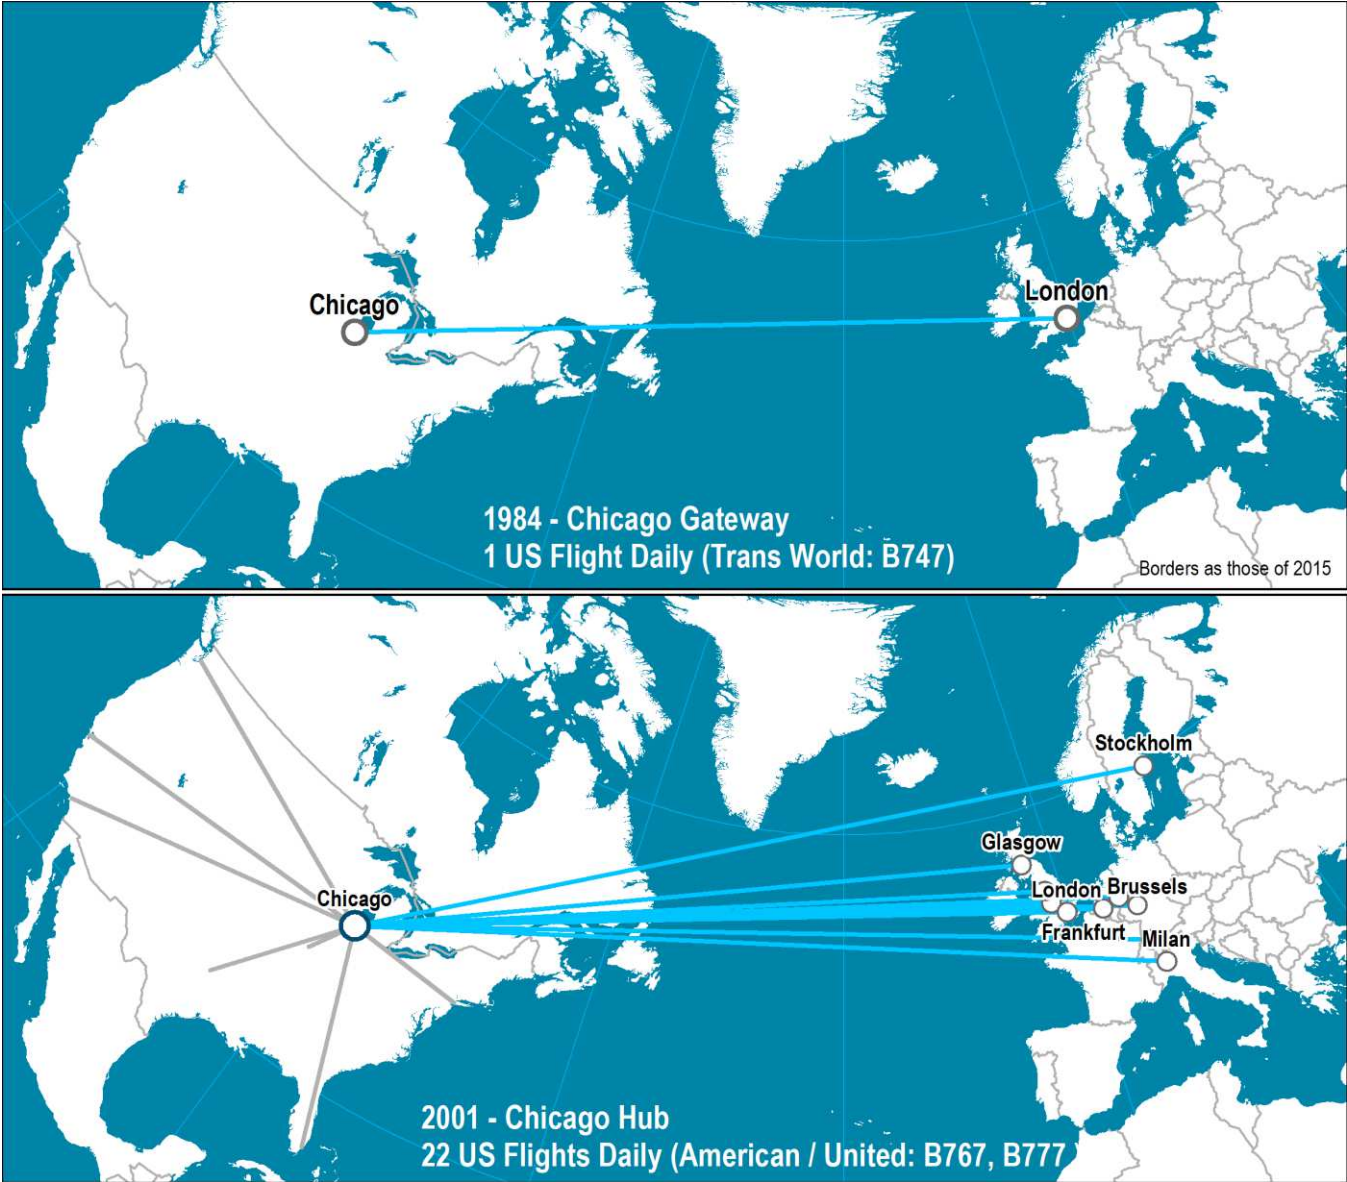 Chicago
London
1984 - Chicago Gateway
1 US Flight Daily (Trans World: B747)
Borders as those of 2015
Stockholm
Glasgow
Chicago
London
Brussels
Frankfurt
Milan
2001 - Chicago Hub
22 US Flights Daily (American / United: B767, B777